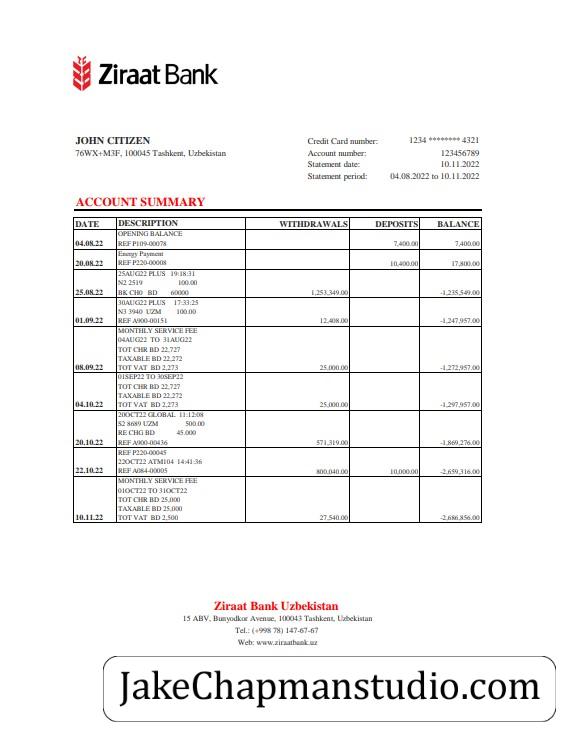 Ziraat Bank
JOHN CITIZEN
76WX+M3F, 100045 Tashkent, Uzbekistan
Credit Card number: 1234 ******** 4321
Account number: 123456789
Statement date: 10.11.2022
Statement period: 04.08.2022 to 10.11.2022
ACCOUNT SUMMARY
DATE DESCRIPTION WITHDRAWALS DEPOSITS BALANCE
OPENING BALANCE
04.08.22 REF P109-00078 7,400.00 7,400.00
Energy Payment
20.08.22 REF P220-00008 10,400.00 17,800.00
25AUG22 PLUS 19:18:31
N2 2519 100.00
25.08.22 BK CH0 BD 60000 1,253,349.00 -1,235,549.00
30AUG22 PLUS 17:33:25
N3 3940 UZM 100.00
01.09.22 REF A900-00151 12,408.00 -1,247,957.00
MONTHLY SERVICE FEE
04AUG22 TO 31AUG22
TOT CHR BD 22,727
TAXABLE BD 22,272
08.09.22 TOT VAT BD 2,273 25,000.00 -1,272,957.00
01SEP22 TO 30SEP22
TOT CHR BD 22,727
TAXABLE BD 22,272
04.10.22 TOT VAT BD 2,273 25,000.00 -1,297,957.00
20OCT22 GLOBAL 11:12:08
S2 8689 UZM 500.00
RE CHG BD 45.000
20.10.22 REF A900-00436 571,319.00 -1,869,276.00
REF P220-00045
22OCT22 ATM104 14:41:36
22.10.22 REF A084-00005 800,040.00 10,000.00 -2,659,316.00
MONTHLY SERVICE FEE
01OCT22 TO 31OCT22
TOT CHR BD 25,000
TAXABLE BD 25,000
10.11.22 TOT VAT BD 2,500 27,540.00 -2,686,856.00
Ziraat Bank Uzbekistan
15 ABV, Bunyodkor Avenue, 100043 Tashkent, Uzbekistan
Tel.: (+998 78) 147-67-67
Web: www.ziraatbank.uz
JakeChapmanstudio.com